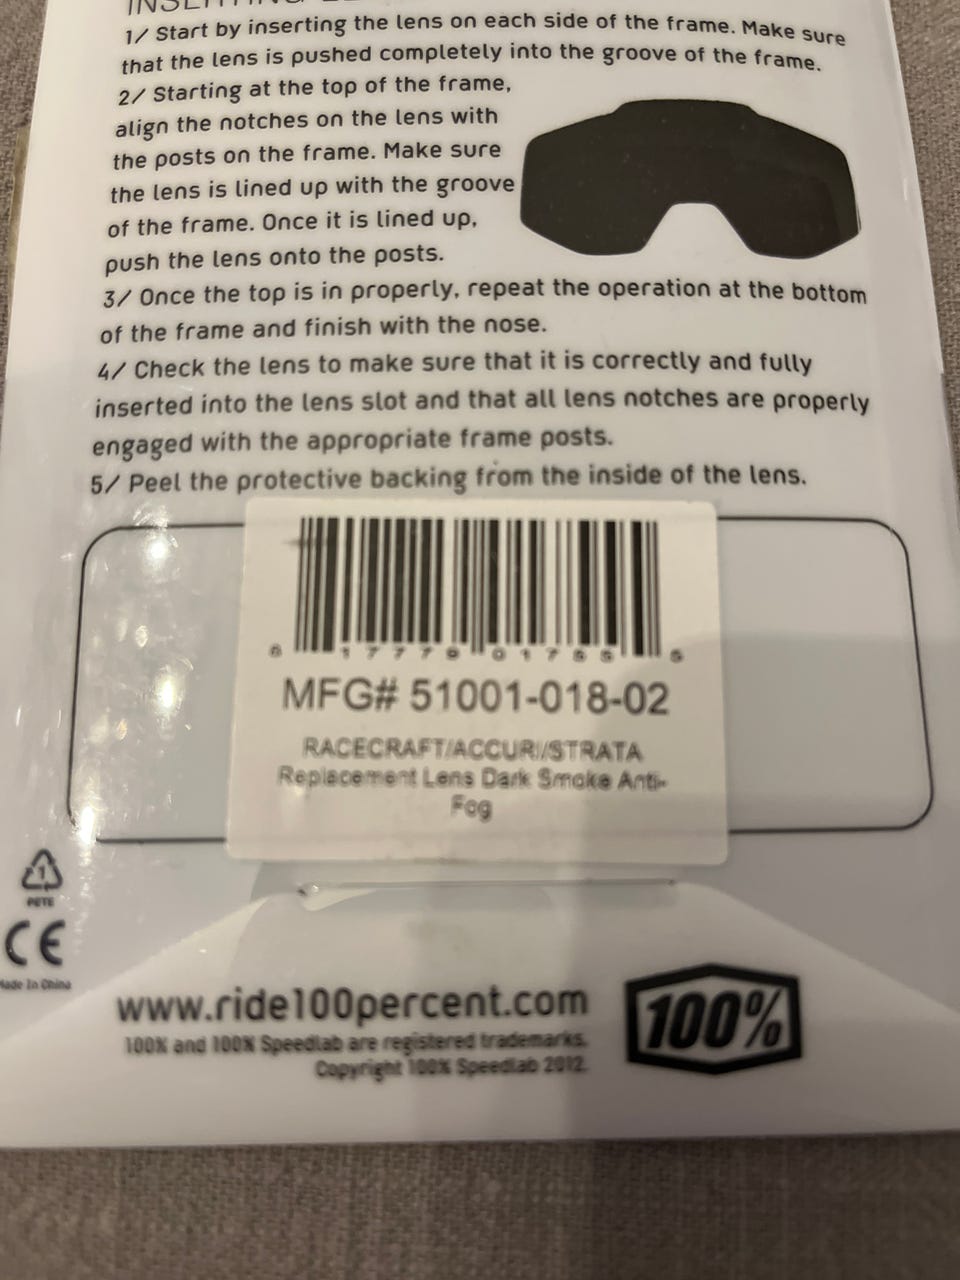 1/ Start by inserting the lens on each side of the frame. Make sure
that the lens is pushed completely into the groove of the frame.
2/ Starting at the top of the frame,
align the notches on the lens with
the posts on the frame. Make sure
the lens is lined up with the groove
of the frame. Once it is lined up,
push the lens onto the posts.
3/ Once the top is in properly, repeat the operation at the bottom
of the frame and finish with the nose.
4/ Check the lens to make sure that it is correctly and fully
inserted into the lens slot and that all lens notches are properly
engaged with the appropriate frame posts.
5/ Peel the protective backing from the inside of the lens.
MFG# 51001-018-02
RACECRAFT/ACCURI/STRATA
Replacement Lens Dark Smoke Anti-
Fog
1
PETE
CE
Made In China
www.ride100percent.com
100% and 100% Speedlab are registered trademarks.
Copyright 100% Speedlab 2012.
100%